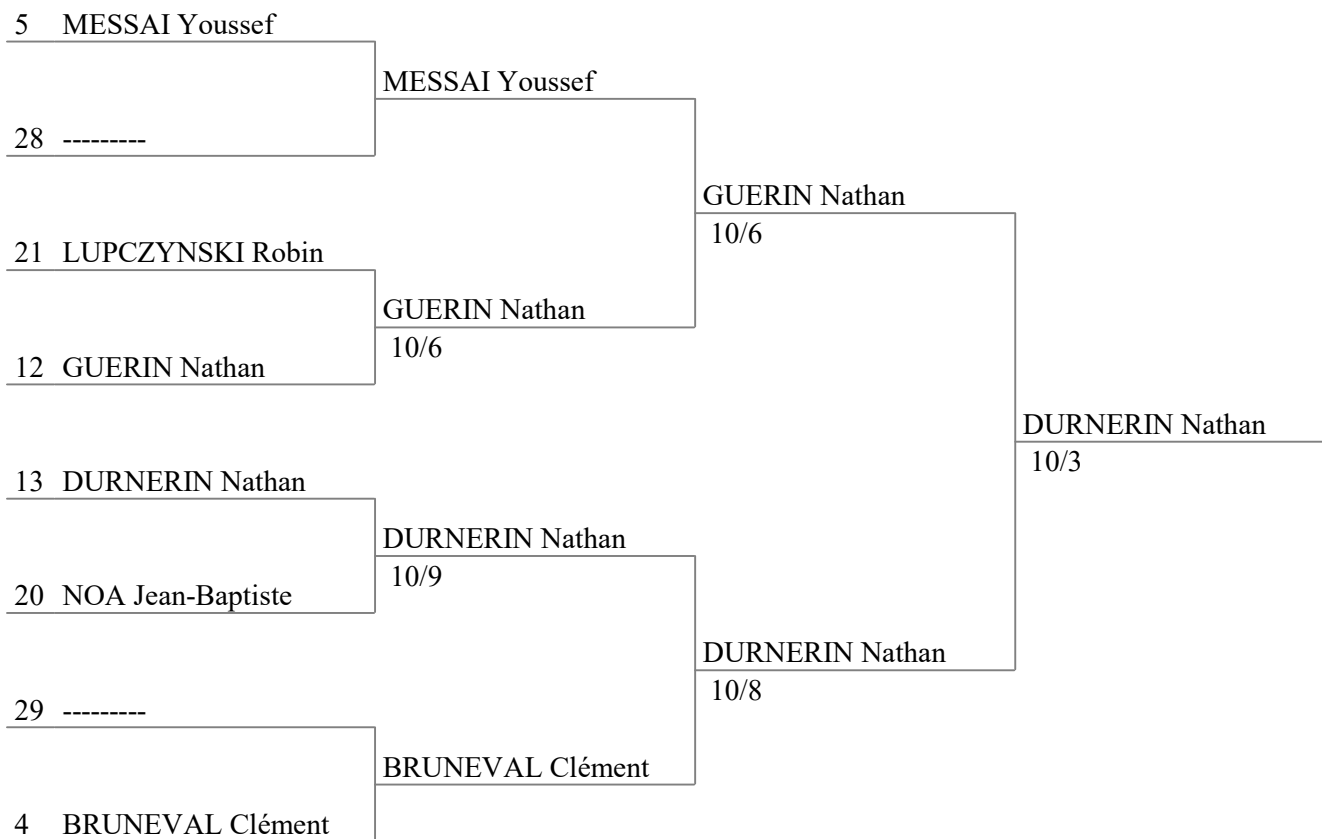 5 MESSAI Youssef
MESSAI Youssef
28 ---------
GUERIN Nathan
10/6
21 LUPCZYNSKI Robin
GUERIN Nathan
10/6
12 GUERIN Nathan
DURNERIN Nathan
10/3
13 DURNERIN Nathan
DURNERIN Nathan
10/9
20 NOA Jean-Baptiste
DURNERIN Nathan
10/8
29 ---------
BRUNEVAL Clément
4 BRUNEVAL Clément